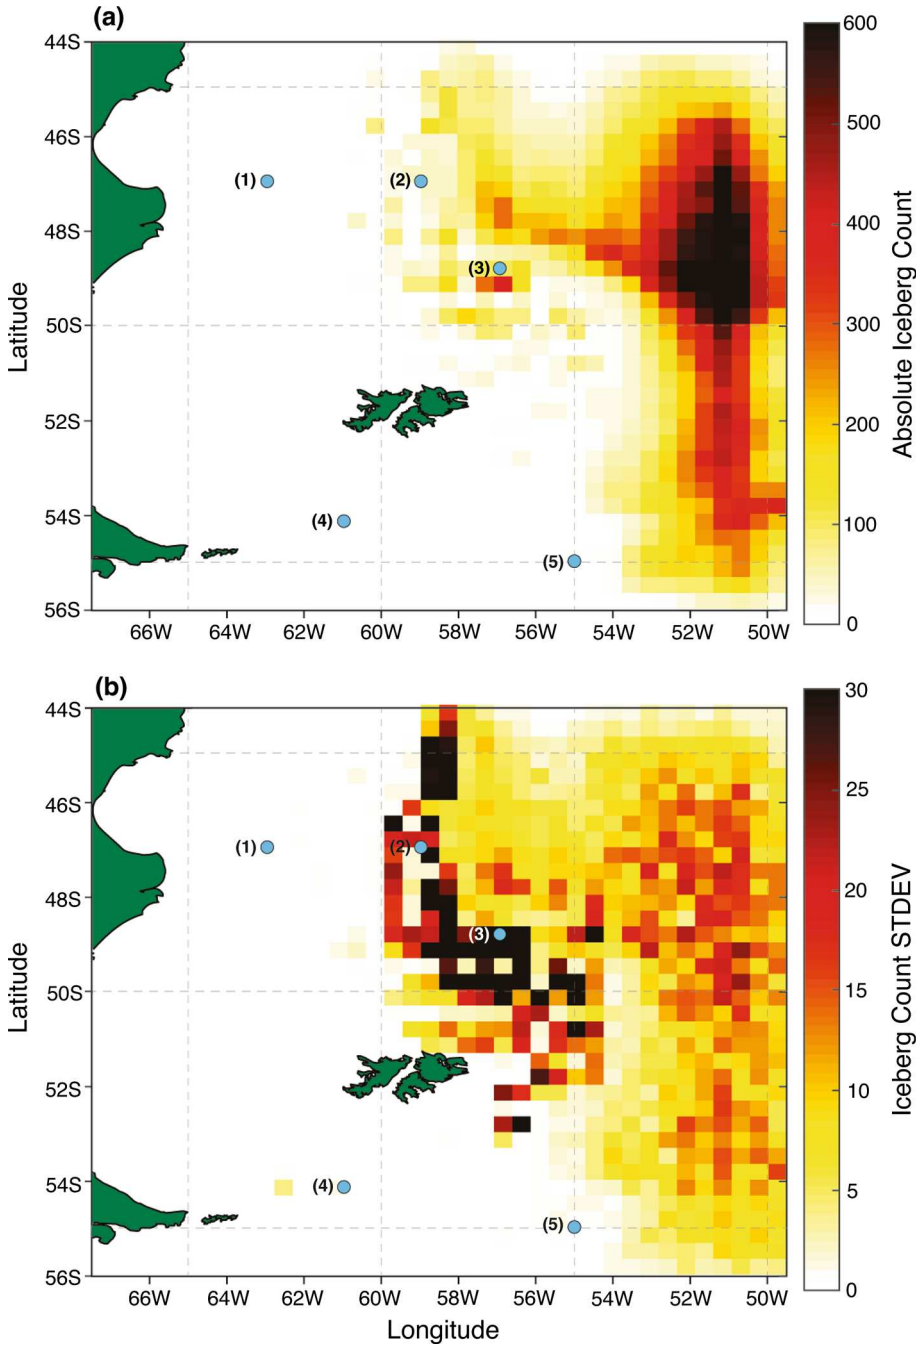 (a)
44S
46S
48S
50S
52S
54S
56S
Latitude
(1)
(2)
(3)
(4)
(5)
66W
64W
62W
60W
58W
56W
54W
52W
50W
600
500
400
300
200
100
0
Absolute Iceberg Count
(b)
44S
46S
48S
50S
52S
54S
56S
Latitude
(1)
(2)
(3)
(4)
(5)
66W
64W
62W
60W
58W
56W
54W
52W
50W
Longitude
30
25
20
15
10
5
0
Iceberg Count STDEV